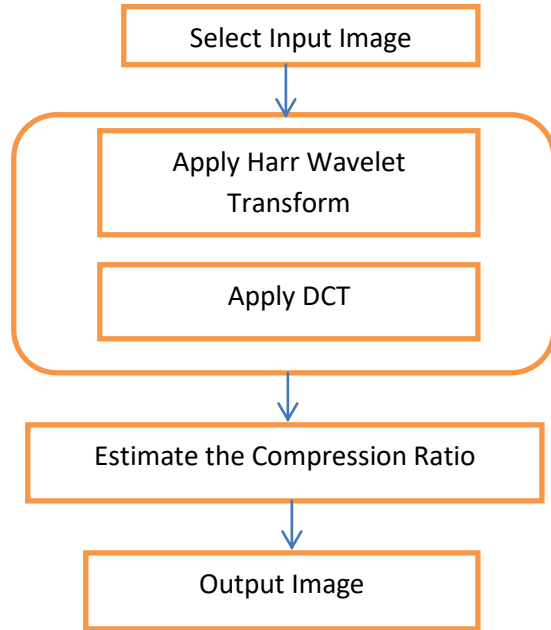 Select Input Image
Apply Harr Wavelet
Transform
Apply DCT
Estimate the Compression Ratio
Output Image